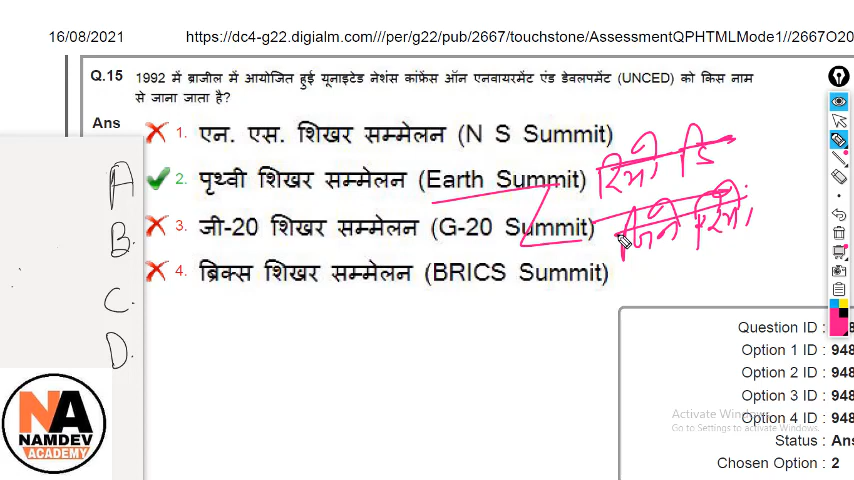 16/08/2021 https://dc4-g22.digialm.com///per/g22/pub/2667/touchstone/AssessmentQPHTMLMode1//2667O20
Q.15 1992 में ब्राजील में आयोजित हुई यूनाइटेड नेशंस कांफ्रेंस ऑन एनवायरमेंट एंड डेवलपमेंट (UNCED) को किस नाम
से जाना जाता है?
Ans
1. एन. एस. शिखर सम्मेलन (N S Summit)
2. पृथ्वी शिखर सम्मेलन (Earth Summit)
3. जी-20 शिखर सम्मेलन (G-20 Summit)
4. ब्रिक्स शिखर सम्मेलन (BRICS Summit)
A
B.
C.
D.
रियो डि
जिनेरियो
Question ID :
948
Option 1 ID : 948
Option 2 ID : 948
Option 3 ID : 948
Option 4 ID : 948
Status : Ans
Chosen Option : 2
Activate Windows
Go to Settings to activate Windows.
NA
NAMDEV
ACADEMY